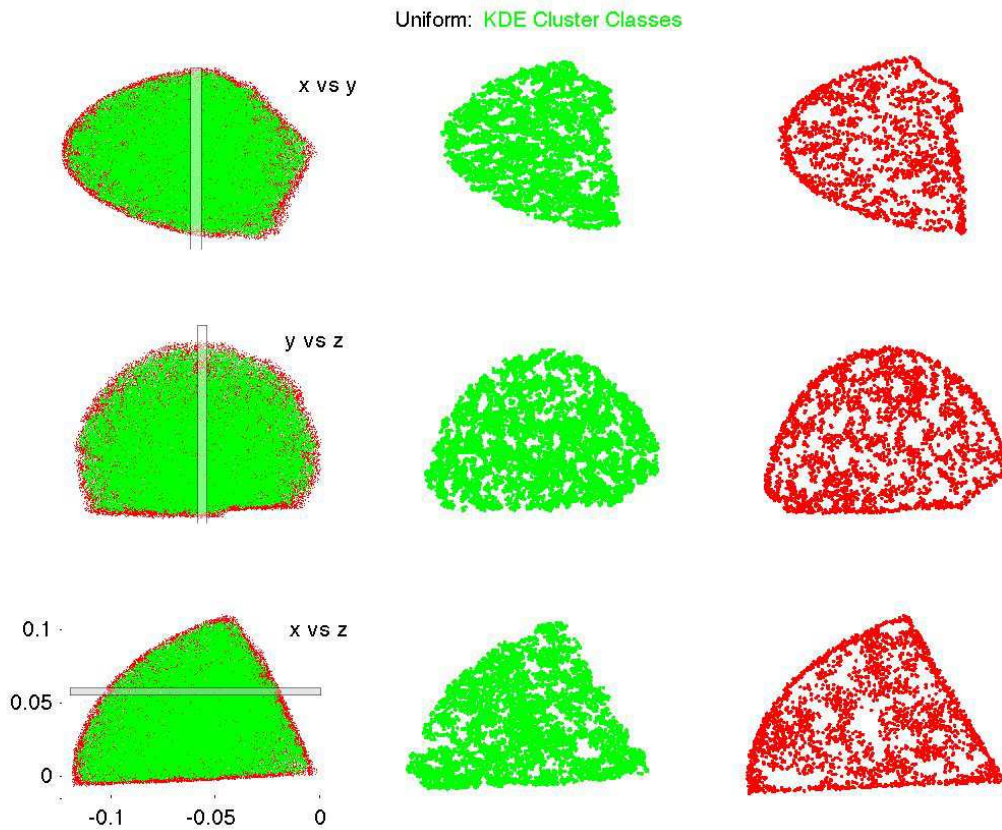 Uniform: KDE Cluster Classes
x vs y
y vs z
x vs z
0.1
0.05
0
-0.1 -0.05 0